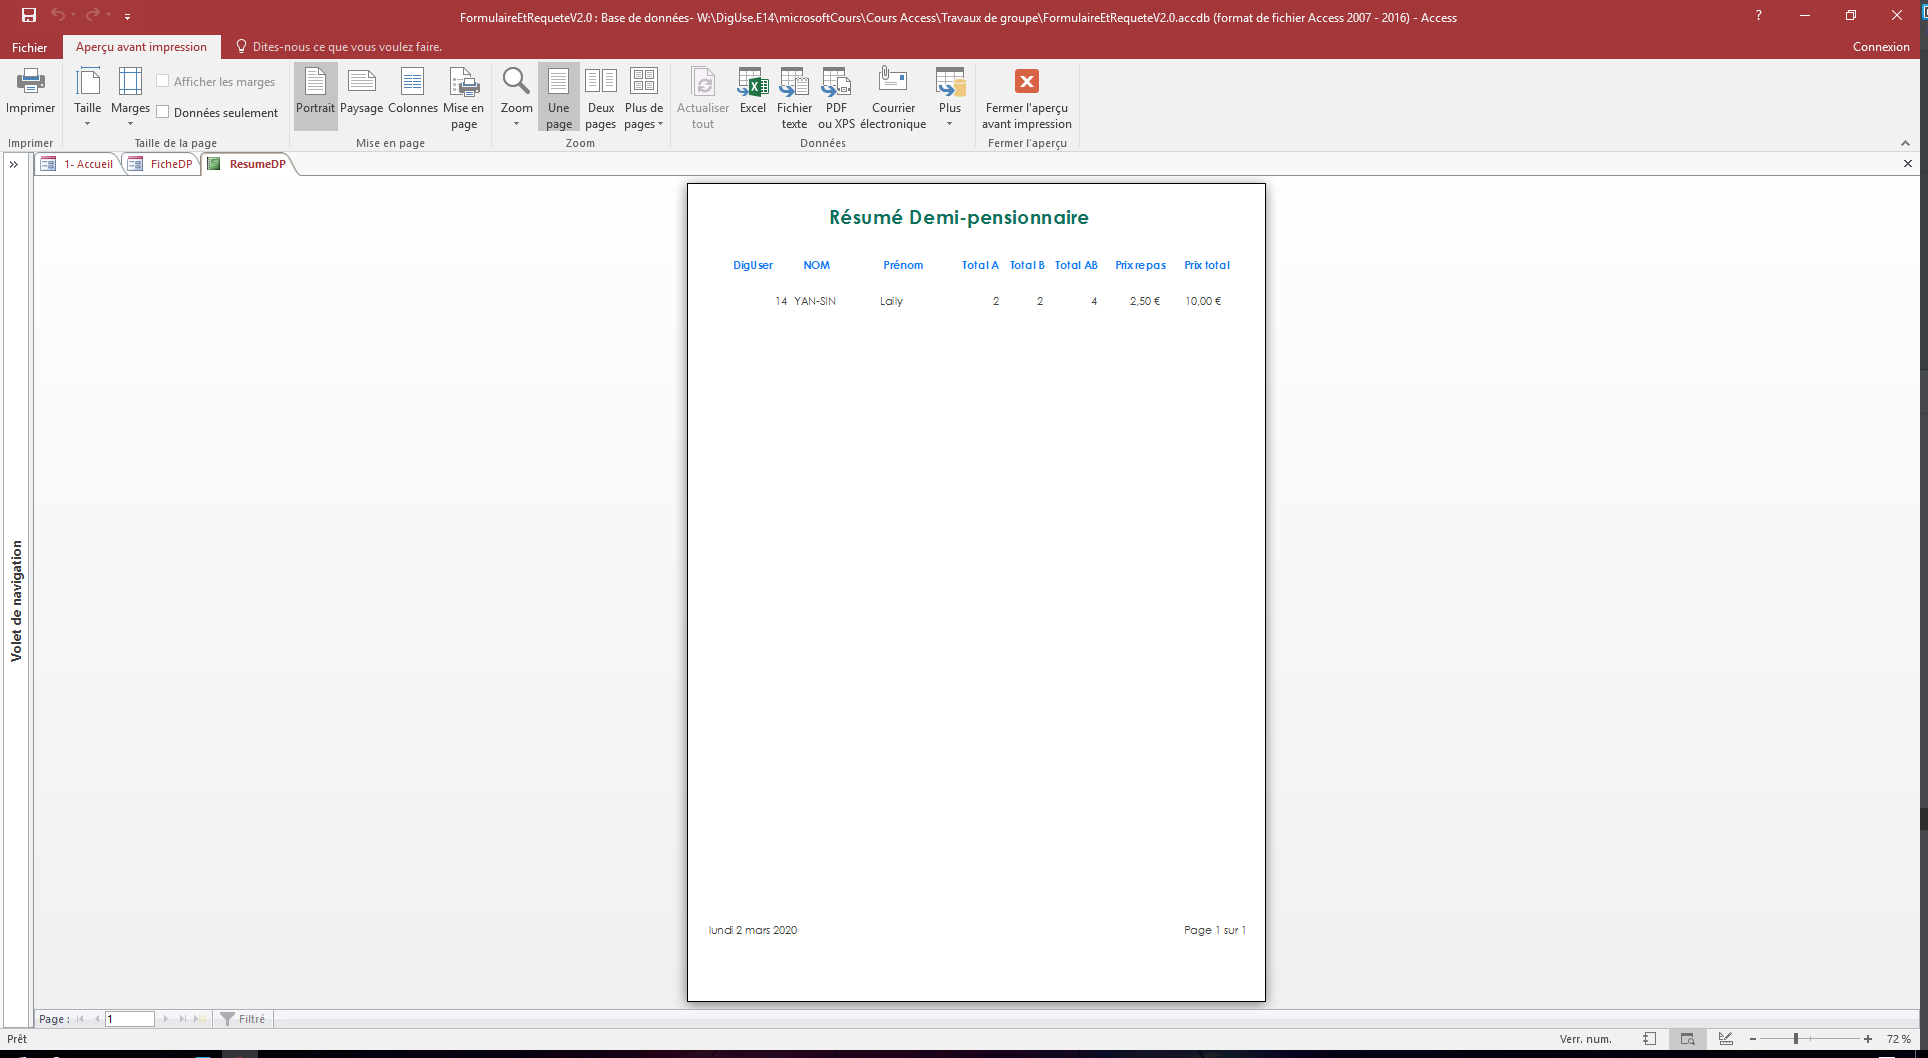 FormulaireEtRequeteV2.0 : Base de données- W:\DigUse.E14\microsoftCours\Cours Access\Travaux de groupe\FormulaireEtRequeteV2.0.accdb (format de fichier Access 2007 - 2016) - Access
Fichier Aperçu avant impression Dites-nous ce que vous voulez faire. Connexion
Imprimer Taille Marges Afficher les marges Données seulement Portrait Paysage Colonnes Mise en page Zoom Une page Deux pages Plus de pages Actualiser tout Excel Fichier texte PDF ou XPS Courrier électronique Plus Fermer l'aperçu avant impression
Imprimer Taille de la page Mise en page Zoom Données Fermer l'aperçu
1- Accueil FicheDP ResumeDP
Volet de navigation
Résumé Demi-pensionnaire
DigUser NOM Prénom Total A Total B Total AB Prix repas Prix total
14 YAN-SIN Laily 2 2 4 2,50 € 10,00 €
lundi 2 mars 2020 Page 1 sur 1
Page : 1 Filtré
Prêt Verr. num. 72 %